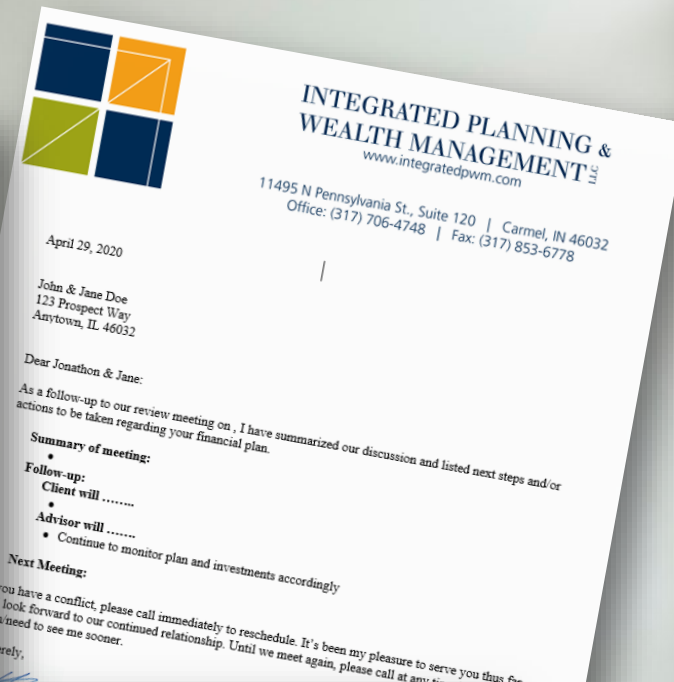 INTEGRATED PLANNING &
WEALTH MANAGEMENT LLC
www.integratedpwm.com
11495 N Pennsylvania St., Suite 120 | Carmel, IN 46032
Office: (317) 706-4748 | Fax: (317) 853-6778
April 29, 2020
John & Jane Doe
123 Prospect Way
Anytown, IL 46032
Dear Jonathon & Jane:
As a follow-up to our review meeting on , I have summarized our discussion and listed next steps and/or
actions to be taken regarding your financial plan.
Summary of meeting:
•
Follow-up:
Client will ........
•
Advisor will .......
• Continue to monitor plan and investments accordingly
Next Meeting:
you have a conflict, please call immediately to reschedule. It's been my pleasure to serve you thus far
look forward to our continued relationship. Until we meet again, please call at any
/need to see me sooner.